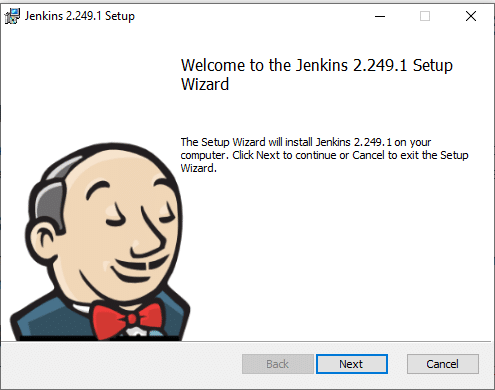 Jenkins 2.249.1 Setup
Welcome to the Jenkins 2.249.1 Setup
Wizard
The Setup Wizard will install Jenkins 2.249.1 on your
computer. Click Next to continue or Cancel to exit the Setup
Wizard.
Back
Next
Cancel